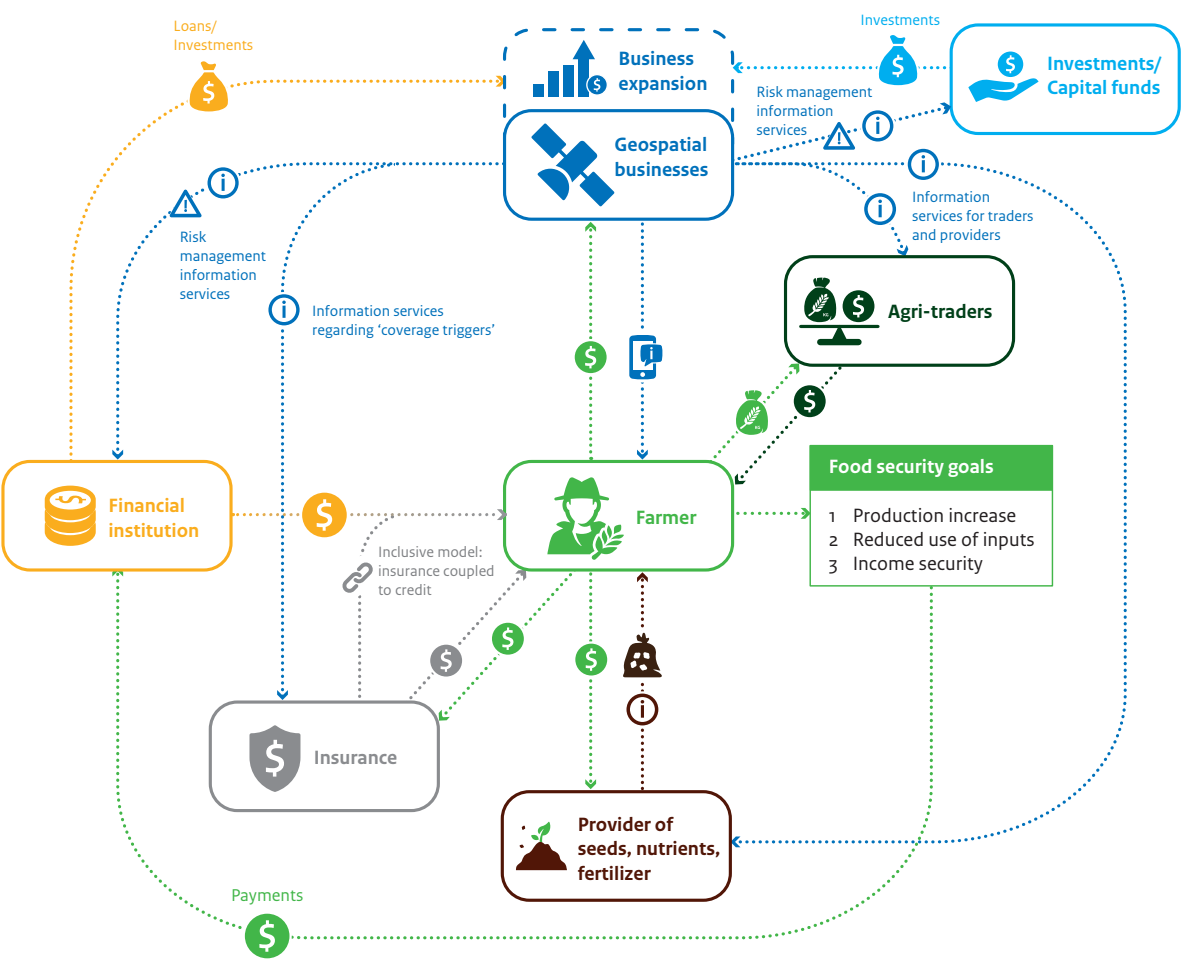 Loans/
Investments
Business
expansion
Investments
Investments/
Capital funds
Risk management
information
services
Geospatial
businesses
Information
services for traders
and providers
Risk
management
information
services
Information services
regarding ‘coverage triggers’
Agri-traders
Financial
institution
Farmer
Food security goals
1 Production increase
2 Reduced use of inputs
3 Income security
Inclusive model:
insurance coupled
to credit
Insurance
Provider of
seeds, nutrients,
fertilizer
Payments